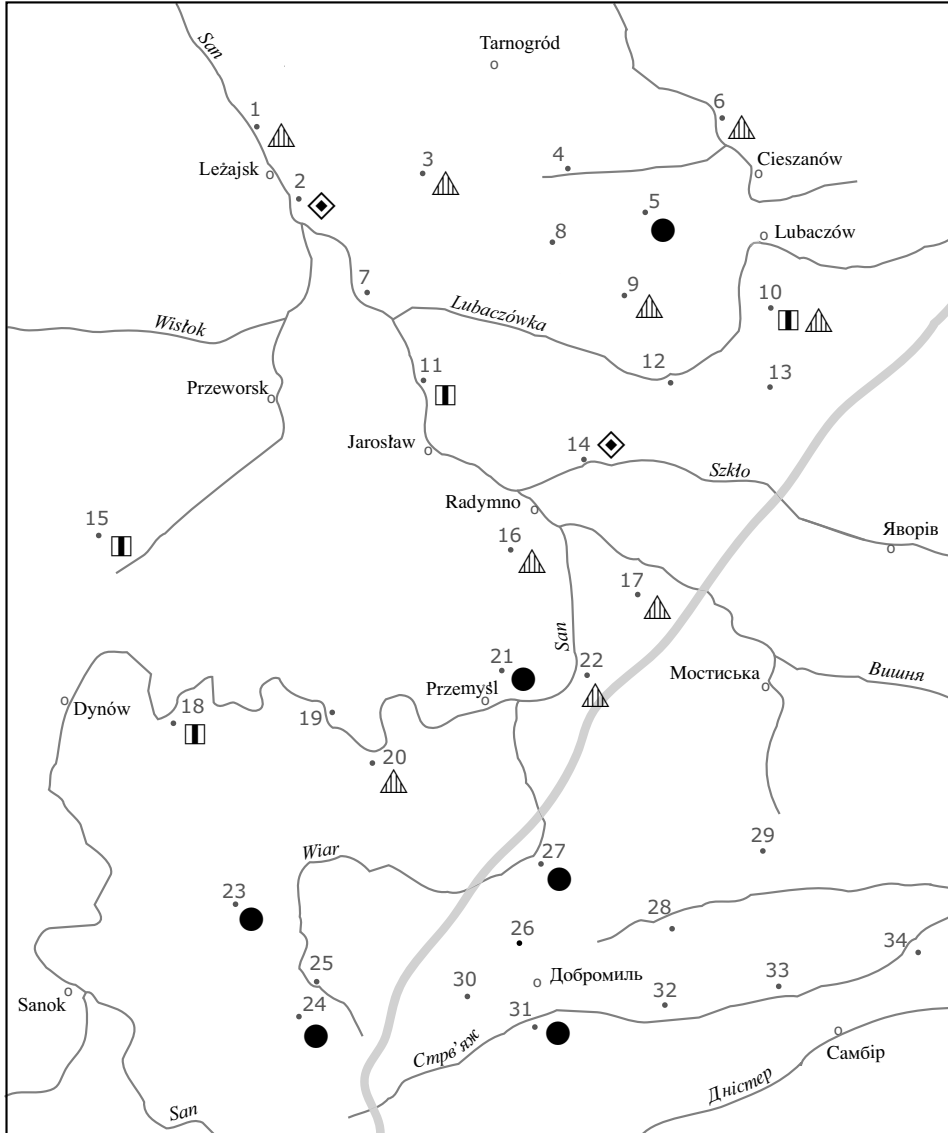 San
Tarnogród
1
6
3
4
Cieszanów
Leżajsk
2
5
8
Lubaczów
7
9
10
Lubaczówka
Wisłok
12
13
11
Przeworsk
Jarosław
14
Szkło
Radymno
15
Яворів
16
17
San
21
22
Мостиська
Вишня
Przemyśl
Dynów
18
19
20
Wiar
27
29
23
28
26
34
25
30
Добромиль
33
Sanok
24
31
32
Стрв’яж
Самбір
Дністер
San